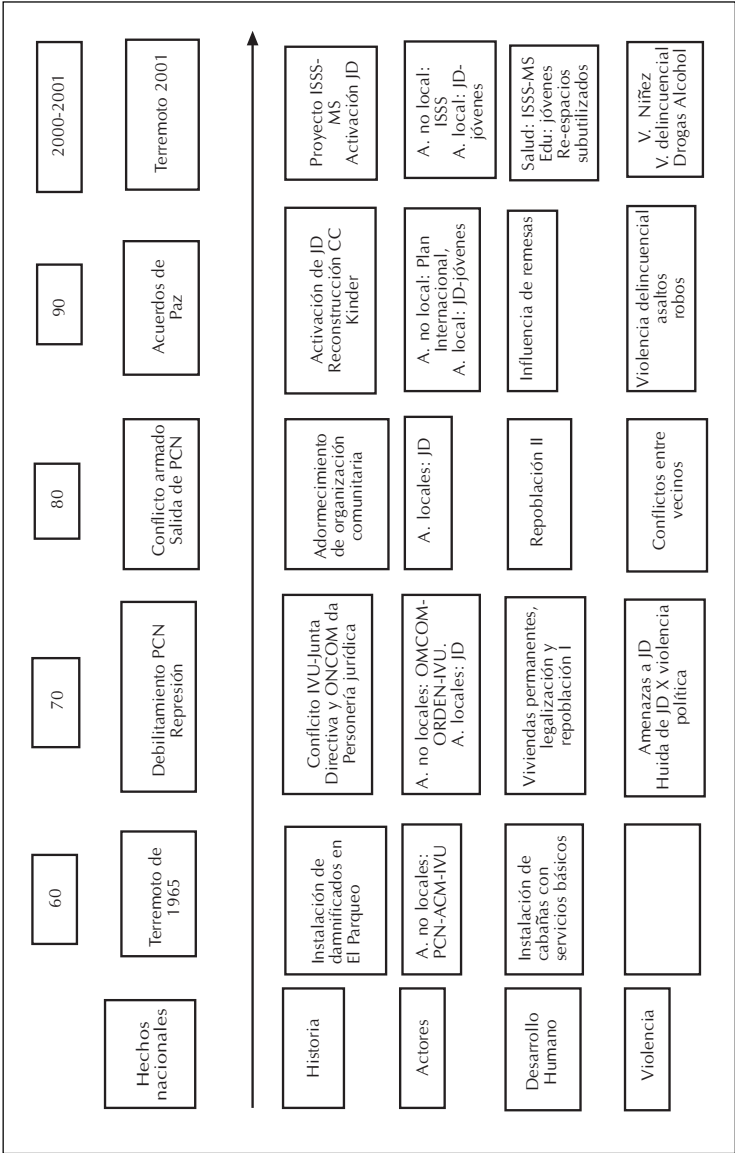 60
70
80
90
2000-2001
Hechos
nacionales
Terremoto de
1965
Debilitamiento PCN
Represión
Conflicto armado
Salida de PCN
Acuerdos de
Paz
Terremoto 2001
Historia
Instalación de
damnificados en
El Parqueo
Conflcito IVU-Junta
Directiva y ONCOM da
Personería jurídica
Adormecimiento
de organización
comunitaria
Activación de JD
Reconstrucción CC
Kinder
Proyecto ISSS-
MS
Activación JD
Actores
A. no locales:
PCN-ACM-IVU
A. no locales: OMCOM-
ORDEN-IVU.
A. locales: JD
A. locales: JD
A. no local: Plan
Internacional,
A. local: JD-jóvenes
A. no local:
ISSS
A. local: JD-
jóvenes
Desarrollo
Humano
Instalación de
cabañas con
servicios básicos
Viviendas permanentes,
legalización y
repoblación I
Repoblación II
Influencia de remesas
Salud: ISSS-MS
Edu: jóvenes
Re-espacios
subutilizados
Violencia
Amenazas a JD
Huida de JD X violencia
política
Conflictos entre
vecinos
Violencia delincuencial
asaltos
robos
V. Niñez
V. delincuencial
Drogas Alcohol